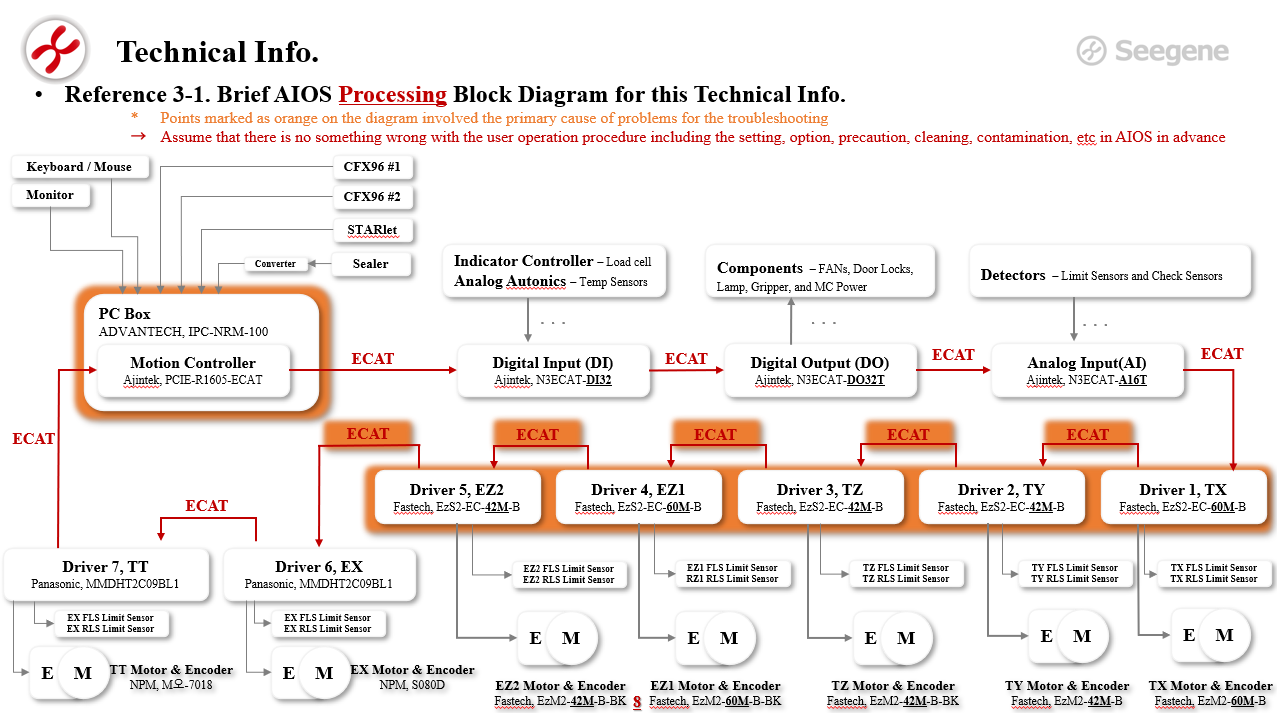 Technical Info.
Seegene
• Reference 3-1. Brief AIOS Processing Block Diagram for this Technical Info.
* Points marked as orange on the diagram involved the primary cause of problems for the troubleshooting
→ Assume that there is no something wrong with the user operation procedure including the setting, option, precaution, cleaning, contamination, etc in AIOS in advance
Keyboard / Mouse
Monitor
CFX96 #1
CFX96 #2
STARlet
Converter
Sealer
Indicator Controller – Load cell
Analog Autonics – Temp Sensors
Components – FANs, Door Locks,
Lamp, Gripper, and MC Power
Detectors – Limit Sensors and Check Sensors
. . .
. . .
. . .
PC Box
ADVANTECH, IPC-NRM-100
Motion Controller
Ajintek, PCIE-R1605-ECAT
ECAT
Digital Input (DI)
Ajintek, N3ECAT-DI32
ECAT
Digital Output (DO)
Ajintek, N3ECAT-DO32T
ECAT
Analog Input(AI)
Ajintek, N3ECAT-A16T
ECAT
ECAT
ECAT
ECAT
ECAT
ECAT
ECAT
Driver 5, EZ2
Fastech, EzS2-EC-42M-B
Driver 4, EZ1
Fastech, EzS2-EC-60M-B
Driver 3, TZ
Fastech, EzS2-EC-42M-B
Driver 2, TY
Fastech, EzS2-EC-42M-B
Driver 1, TX
Fastech, EzS2-EC-60M-B
ECAT
Driver 7, TT
Panasonic, MMDHT2C09BL1
Driver 6, EX
Panasonic, MMDHT2C09BL1
EZ2 FLS Limit Sensor
EZ2 RLS Limit Sensor
EZ1 FLS Limit Sensor
RZ1 RLS Limit Sensor
TZ FLS Limit Sensor
TZ RLS Limit Sensor
TY FLS Limit Sensor
TY RLS Limit Sensor
TX FLS Limit Sensor
TX RLS Limit Sensor
EX FLS Limit Sensor
EX RLS Limit Sensor
EX FLS Limit Sensor
EX RLS Limit Sensor
E M
TT Motor & Encoder
NPM, M오-7018
E M
EX Motor & Encoder
NPM, S080D
E M
EZ2 Motor & Encoder
Fastech, EzM2-42M-B-BK
E M
EZ1 Motor & Encoder
Fastech, EzM2-60M-B-BK
E M
TZ Motor & Encoder
Fastech, EzM2-42M-B-BK
E M
TY Motor & Encoder
Fastech, EzM2-42M-B
E M
TX Motor & Encoder
Fastech, EzM2-60M-B
8